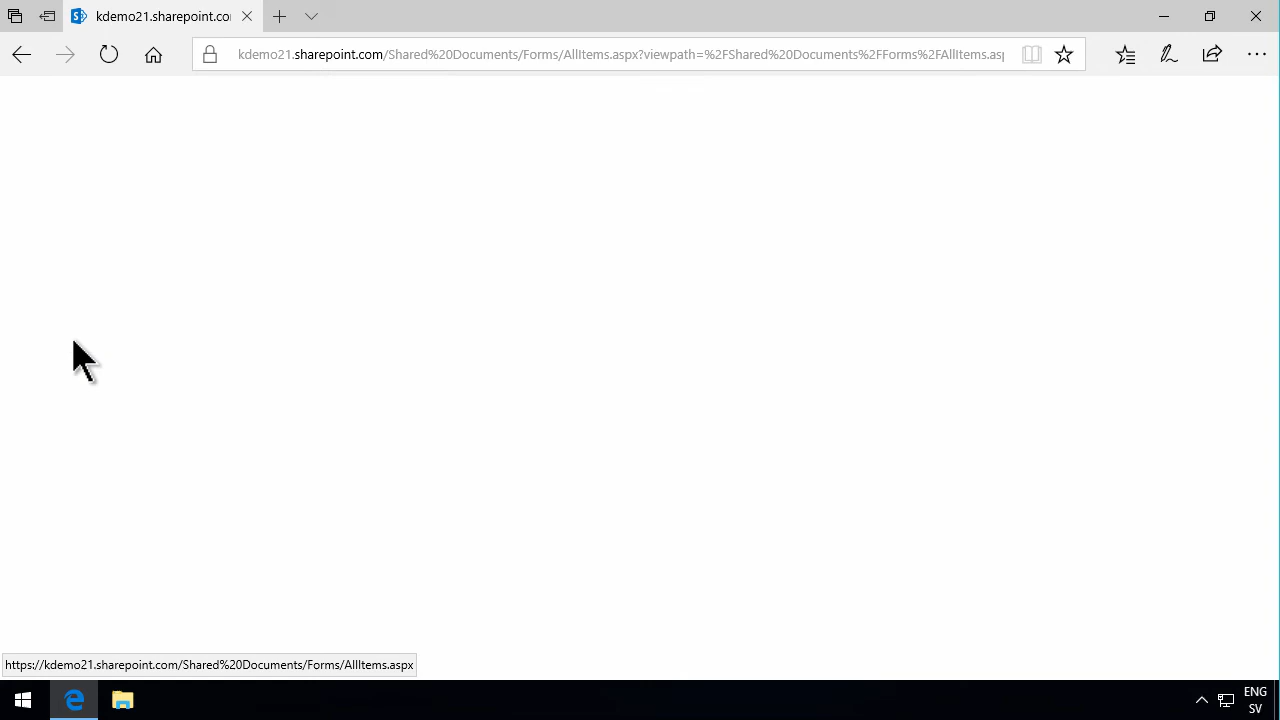 kdemo21.sharepoint.co
kdemo21.sharepoint.com/Shared%20Documents/Forms/AllItems.aspx?viewpath=%2FShared%20Documents%2FForms%2FAllItems.asp
https://kdemo21.sharepoint.com/Shared%20Documents/Forms/AllItems.aspx
ENG
SV